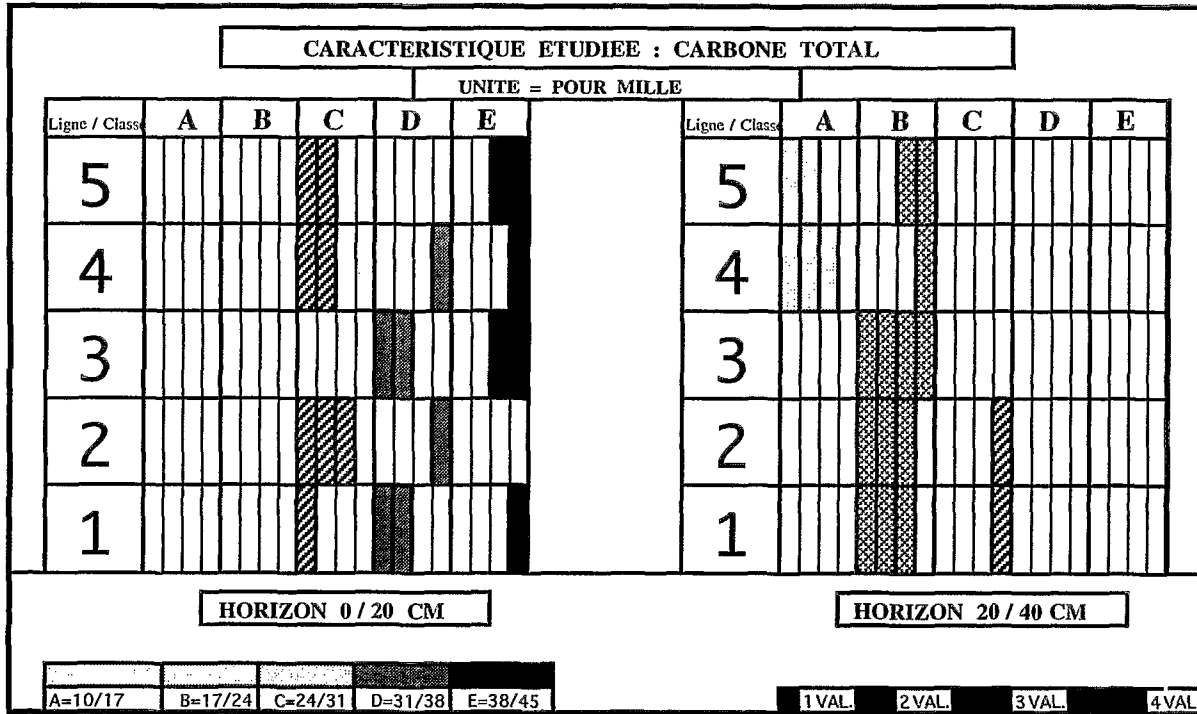 CARACTERISTIQUE ETUDIEE : CARBONE TOTAL
UNITE = POUR MILLE
Ligne / Classe A B C D E
5
4
3
2
1
HORIZON 0 / 20 CM
Ligne / Classe A B C D E
5
4
3
2
1
HORIZON 20 / 40 CM
A=10/17 B=17/24 C=24/31 D=31/38 E=38/45
1 VAL. 2 VAL. 3 VAL. 4 VAL